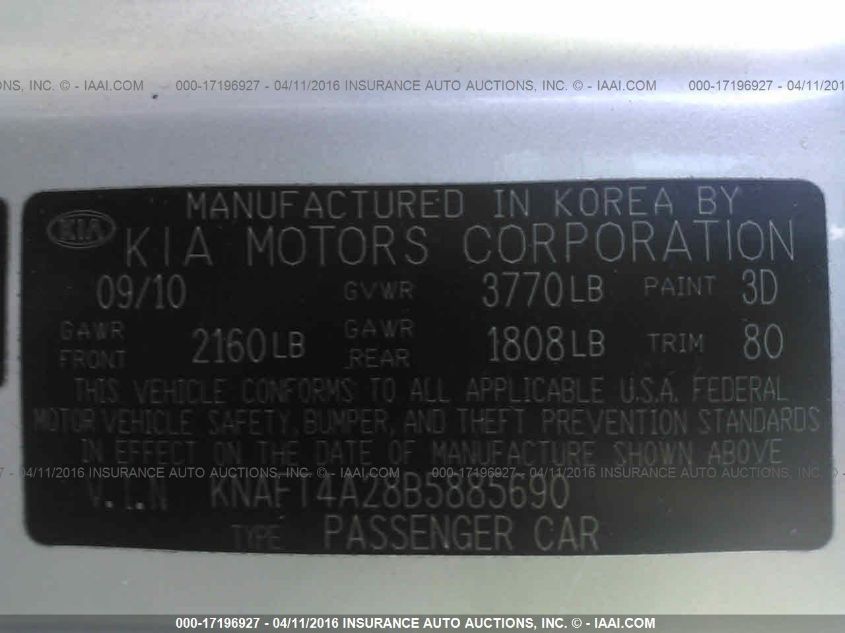 INC. © - IAAI.COM 000-17196927 - 04/11/2016 INSURANCE AUTO AUCTIONS, INC. © - IAAI.COM 000-17196927 - 04/11/2016 INSURANCE
MANUFACTURED IN KOREA BY
KIA KIA MOTORS CORPORATION
09/10 GVWR 3770LB PAINT 3D
GAWR FRONT 2160LB GAWR REAR 1808LB TRIM 80
THIS VEHICLE CONFORMS TO ALL APPLICABLE U.S.A. FEDERAL
MOTOR VEHICLE SAFETY, BUMPER, AND THEFT PREVENTION STANDARDS
IN EFFECT ON THE DATE OF MANUFACTURE SHOWN ABOVE
- 04/11/2016 INSURANCE AUTO AUCTIONS, INC. © - IAAI.COM 000-17196927 - 04/11/2016 INSURANCE AUTO AUCTIONS, INC. © - IAAI.COM
V.I.N KNAFT4A28B5885690
TYPE PASSENGER CAR
000-17196927 - 04/11/2016 INSURANCE AUTO AUCTIONS, INC. © - IAAI.COM